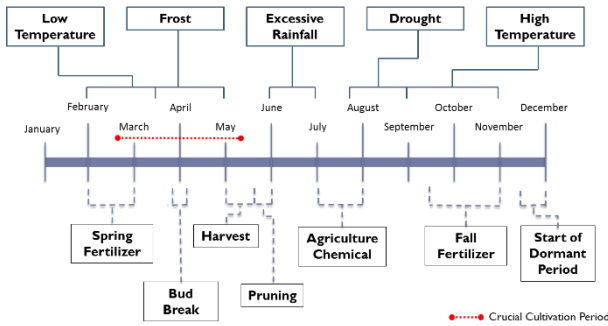 Low
Temperature
Frost
Excessive
Rainfall
Drought
High
Temperature
February
April
June
August
October
December
January
March
May
July
September
November
Spring
Fertilizer
Bud
Break
Harvest
Pruning
Agriculture
Chemical
Fall
Fertilizer
Start of
Dormant
Period
Crucial Cultivation Period